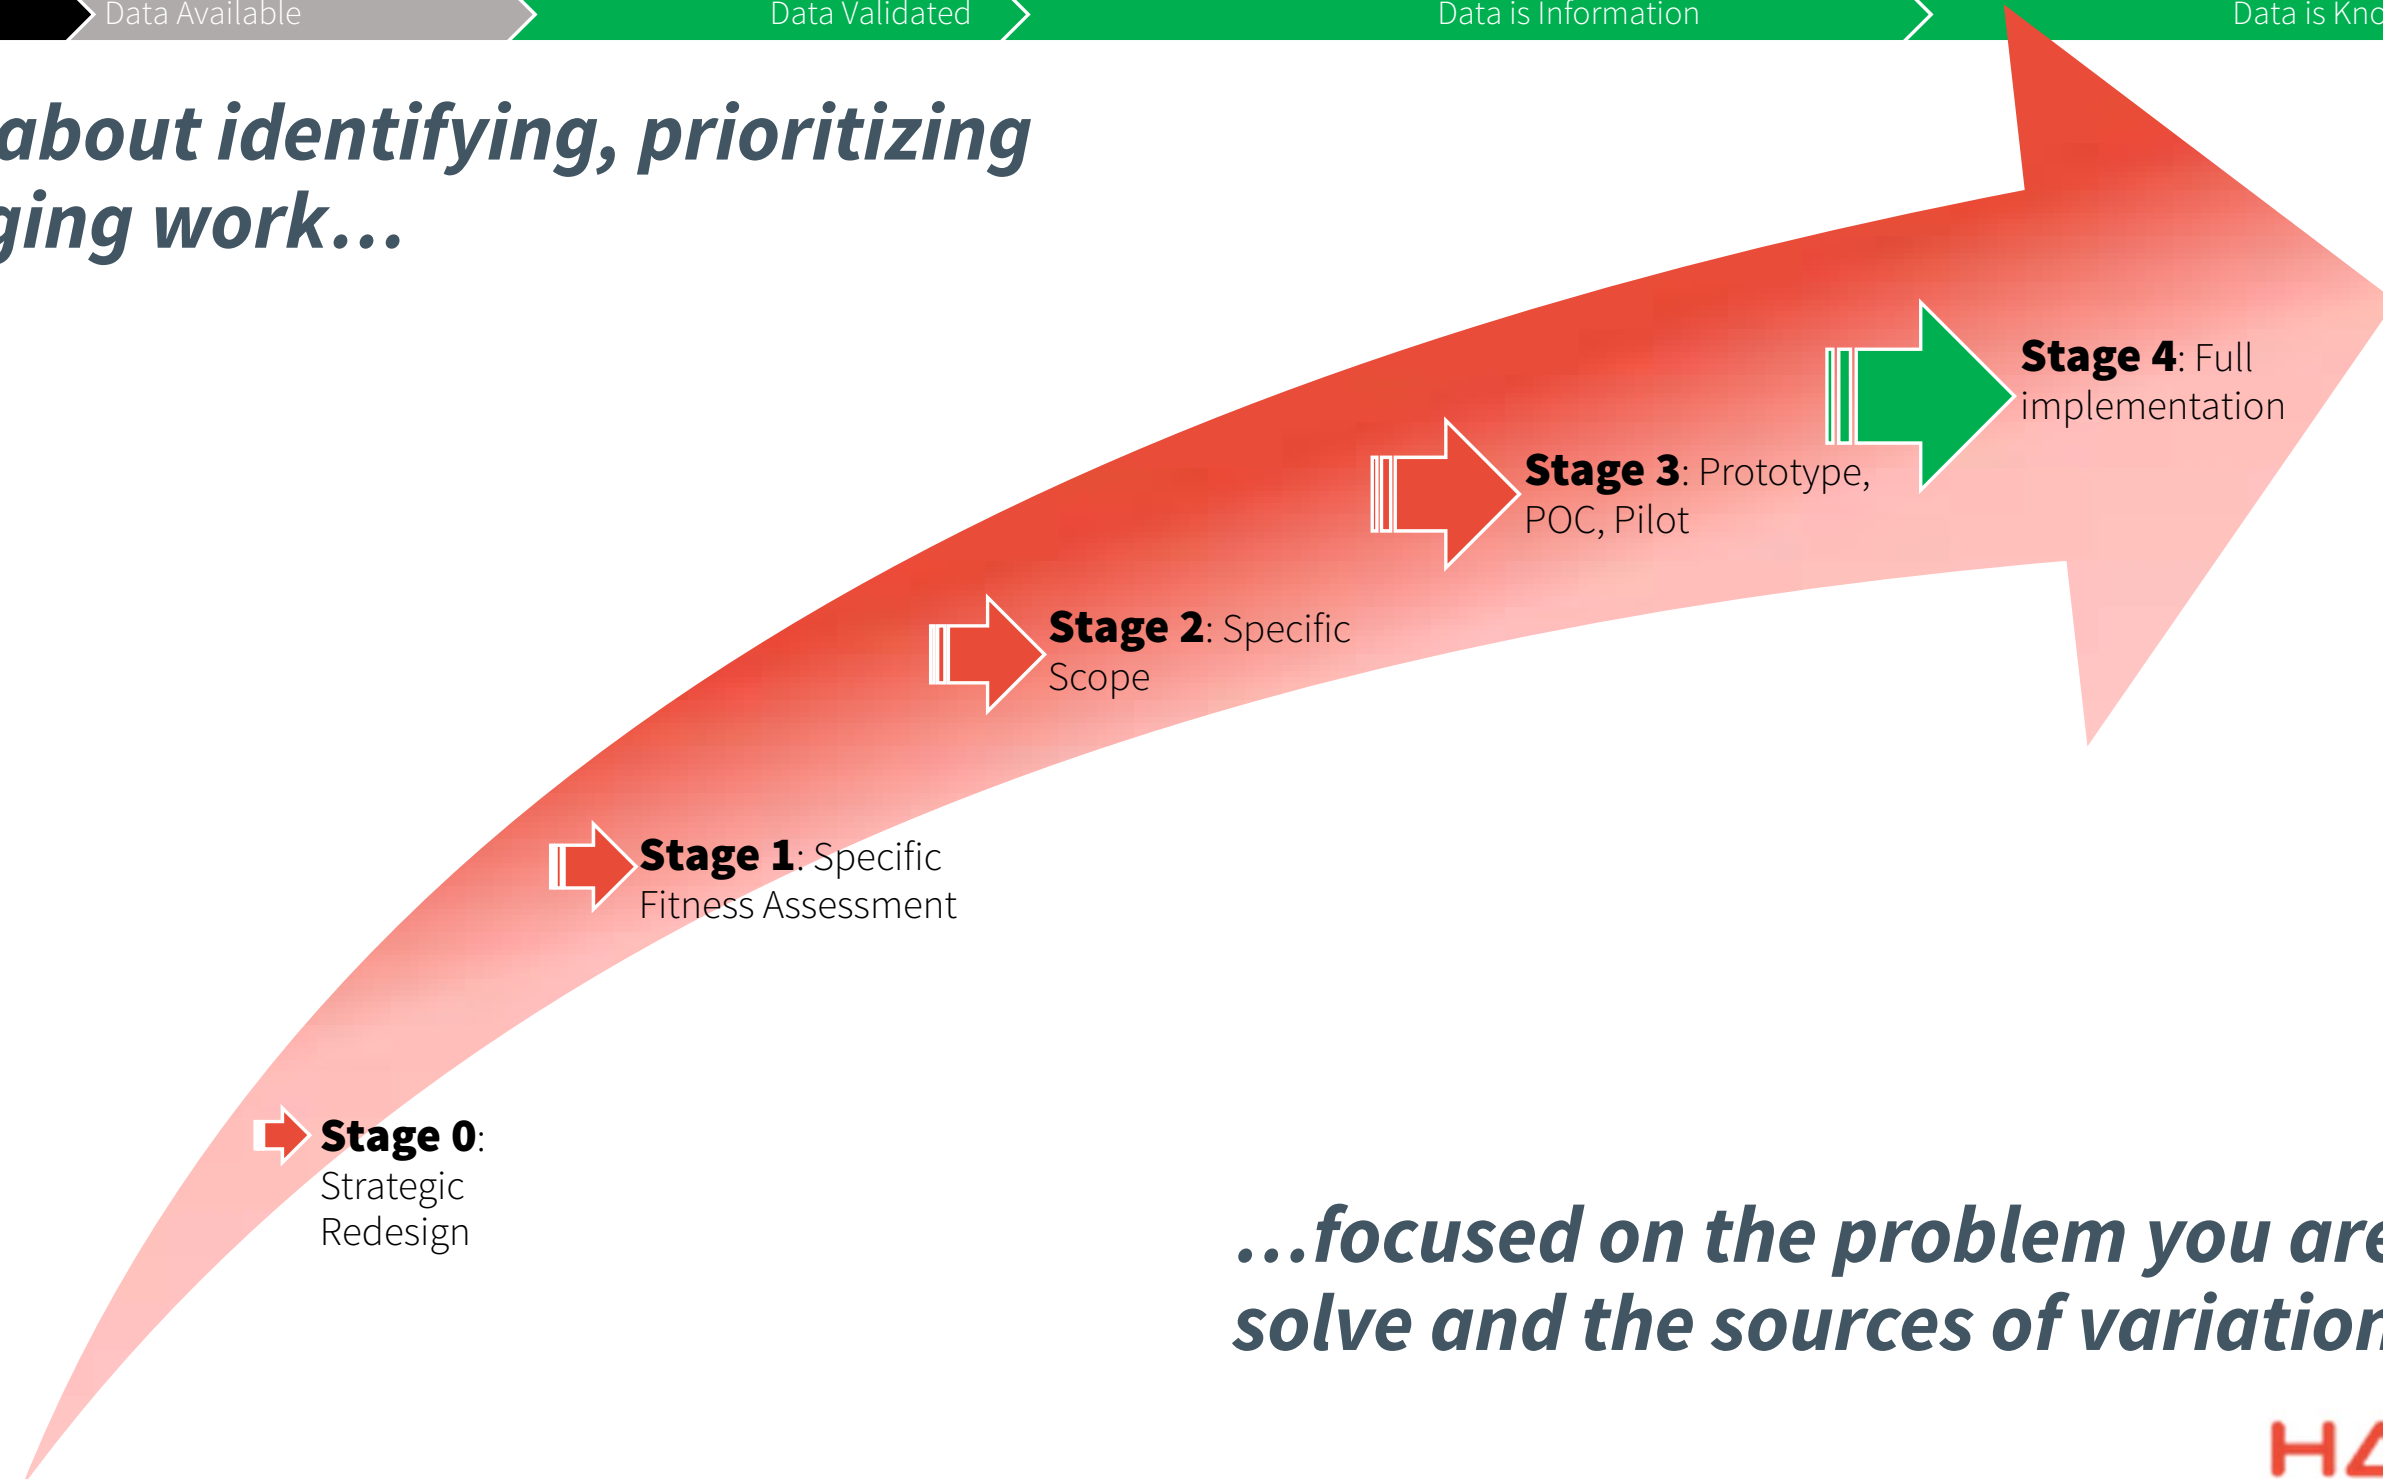 Data Available
Data Validated
Data is Information
Data is
about identifying, prioritizing
work...
Stage 4: Full
implementation
Stage 3: Prototype,
POC, Pilot
Stage 2: Specific
Scope
Stage 1: Specific
Fitness Assessment
Stage 0:
Strategic
Redesign
...focused on the problem you are
solve and the sources of variation